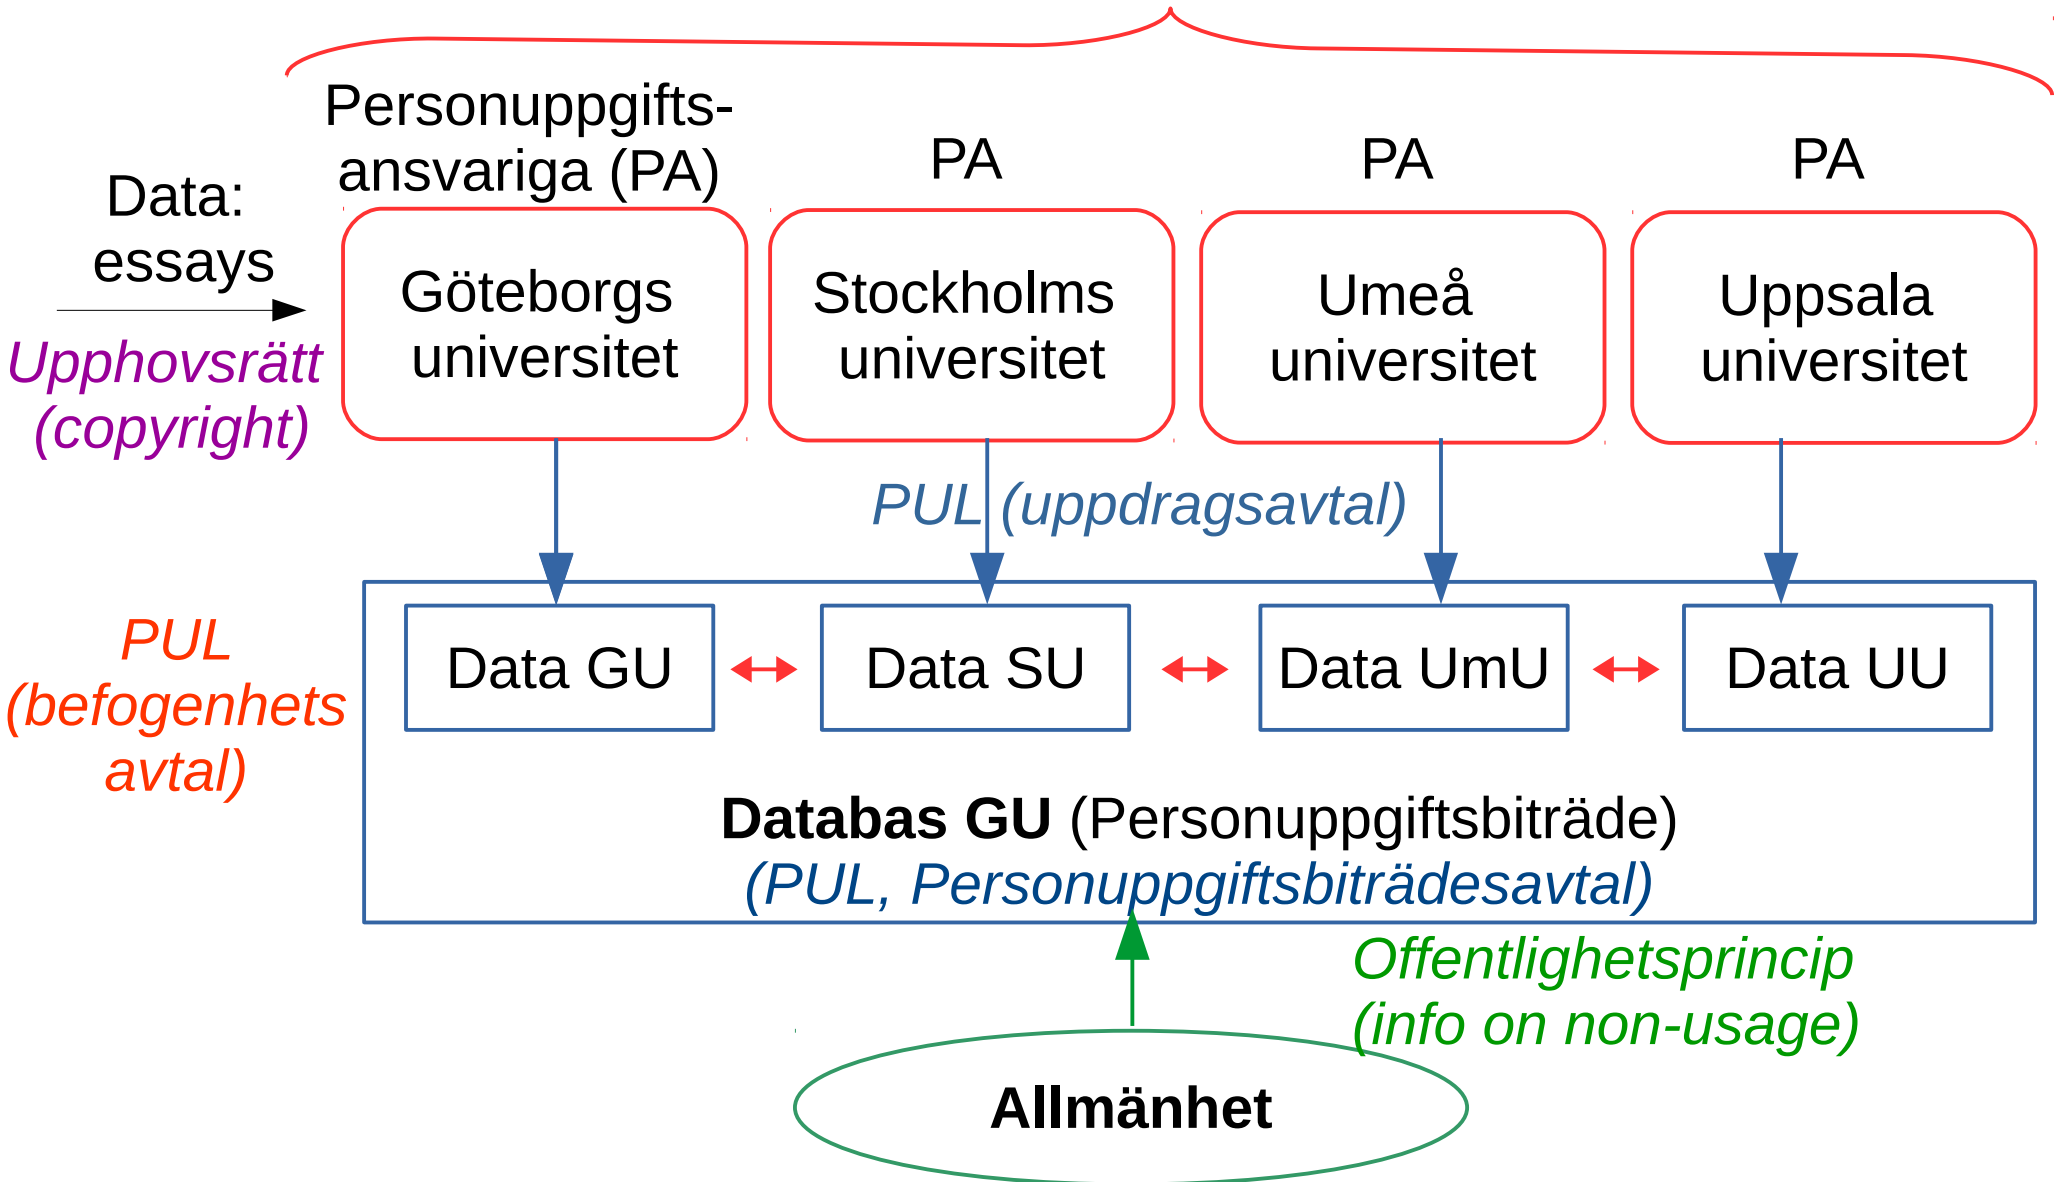 Personuppgifts-
ansvariga (PA)
PA
PA
PA
Data:
essays
Upphovsrätt
(copyright)
Göteborgs
universitet
Stockholms
universitet
Umeå
universitet
Uppsala
universitet
PUL (uppdragsavtal)
PUL
(befogenhets
avtal)
Data GU
Data SU
Data UmU
Data UU
Databas GU (Personuppgiftsbiträde)
(PUL, Personuppgiftsbiträdesavtal)
Offentlighetsprincip
(info on non-usage)
Allmänhet